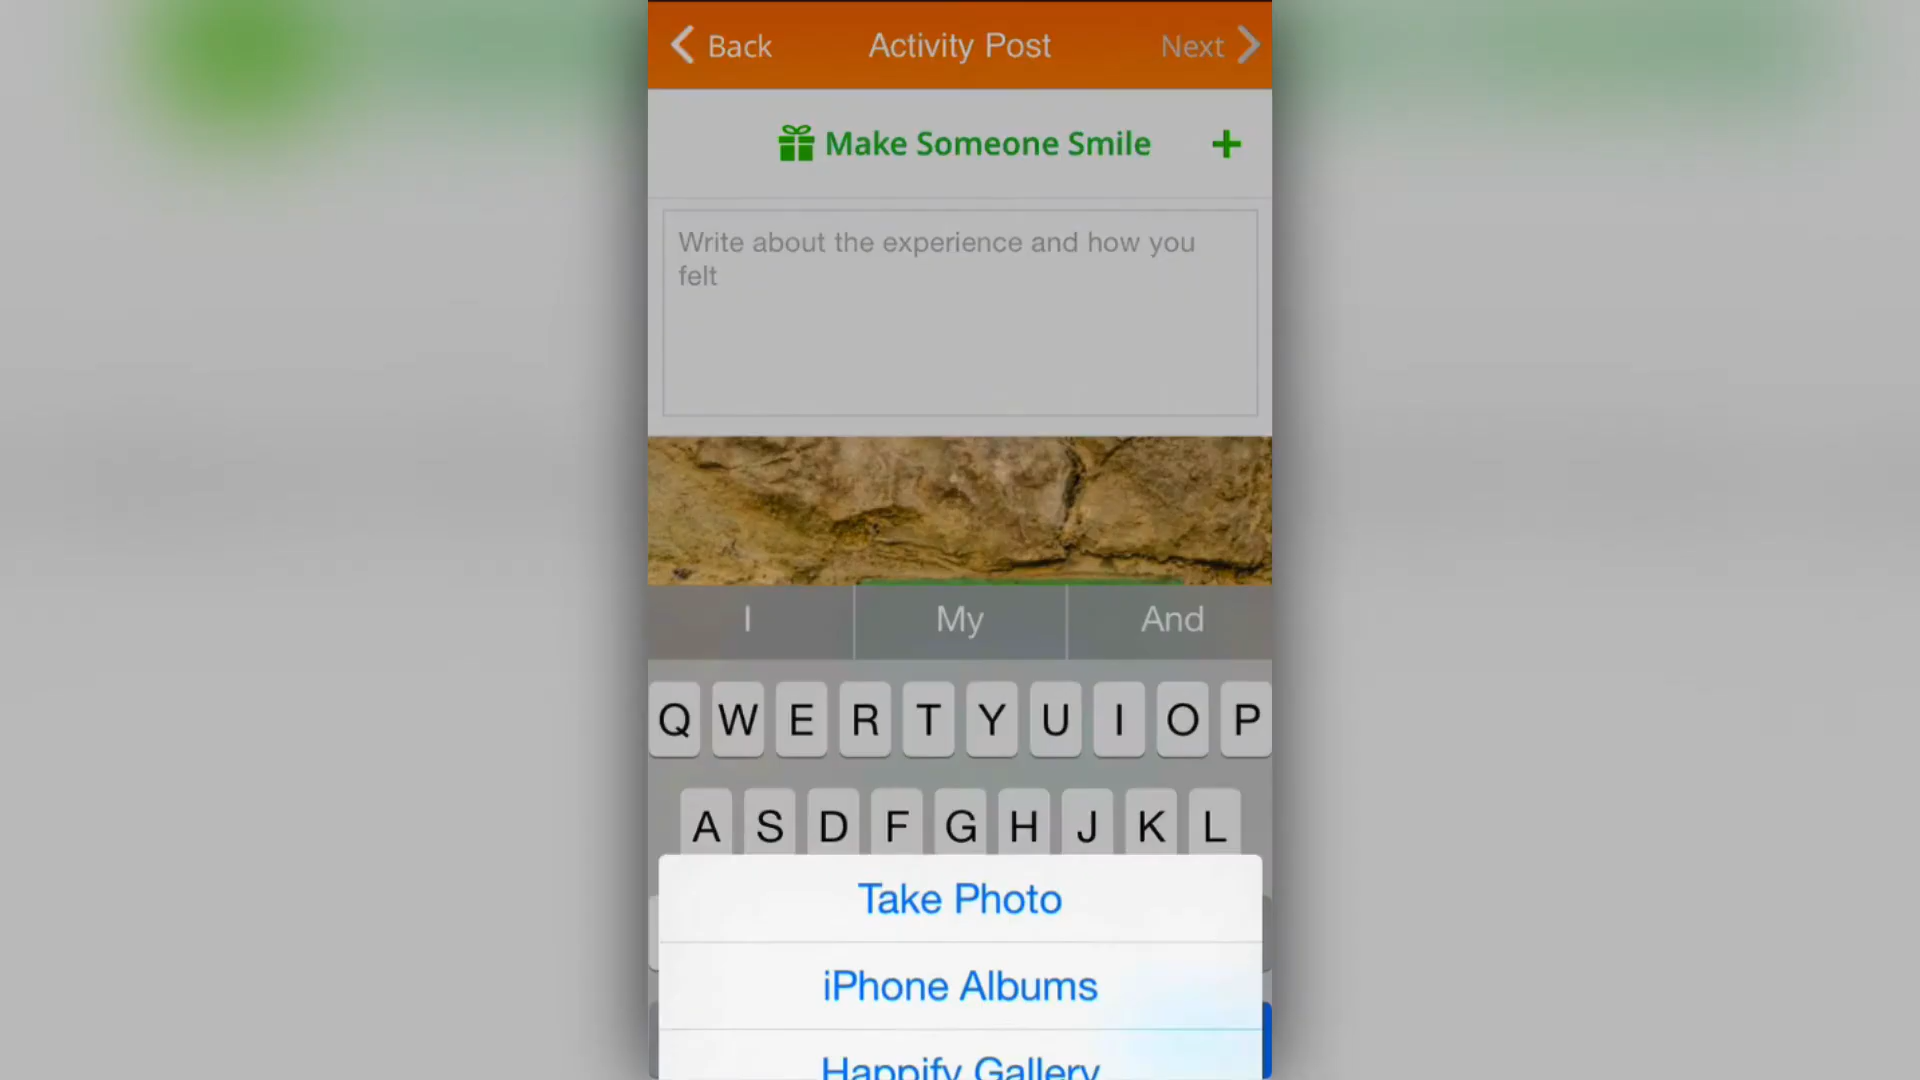 Back Activity Post Next
Make Someone Smile +
Write about the experience and how you
felt
I My And
Q W E R T Y U I O P
A S D F G H J K L
Take Photo
iPhone Albums
Happify Gallery